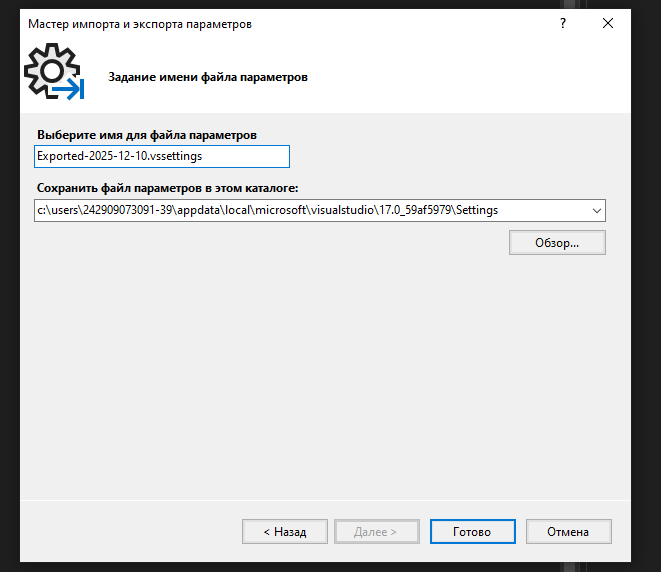 Мастер импорта и экспорта параметров
?
Задание имени файла параметров
Выберите имя для файла параметров
Exported-2025-12-10.vssettings
Сохранить файл параметров в этом каталоге:
c:\users\242909073091-39\appdata\local\microsoft\visualstudio\17.0_59af5979\Settings
Обзор...
< Назад
Далее >
Готово
Отмена